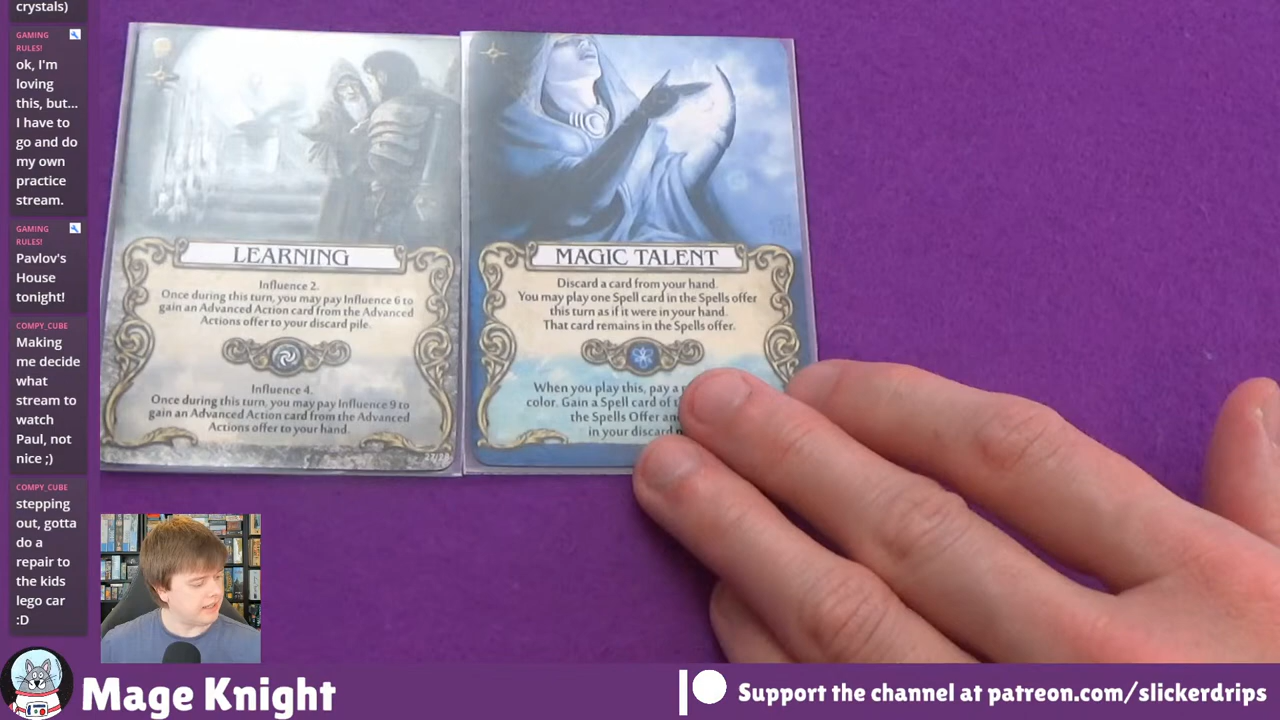 crystals)
GAMING
RULES!
ok, I'm
loving
this, but...
I have to
go and do
my own
practice
stream.
GAMING
RULES!
Pavlov's
House
tonight!
COMPY_CUBE
Making
me decide
what
stream to
watch
Paul, not
nice ;)
COMPY_CUBE
stepping
out, gotta
do a
repair to
the kids
lego car
:D
LEARNING
Influence 2.
Once during this turn, you may pay Influence 6 to
gain an Advanced Action card from the Advanced
Actions offer to your discard pile.
Influence 4.
Once during this turn, you may pay Influence 9 to
gain an Advanced Action card from the Advanced
Actions offer to your hand.
MAGIC TALENT
Discard a card from your hand.
You may play one Spell card in the Spells offer
this turn as if it were in your hand.
That card remains in the Spells offer.
When you play this, pay a
color. Gain a Spell card of
the Spells Offer
in your discard
Mage Knight
Support the channel at patreon.com/slickerdrips